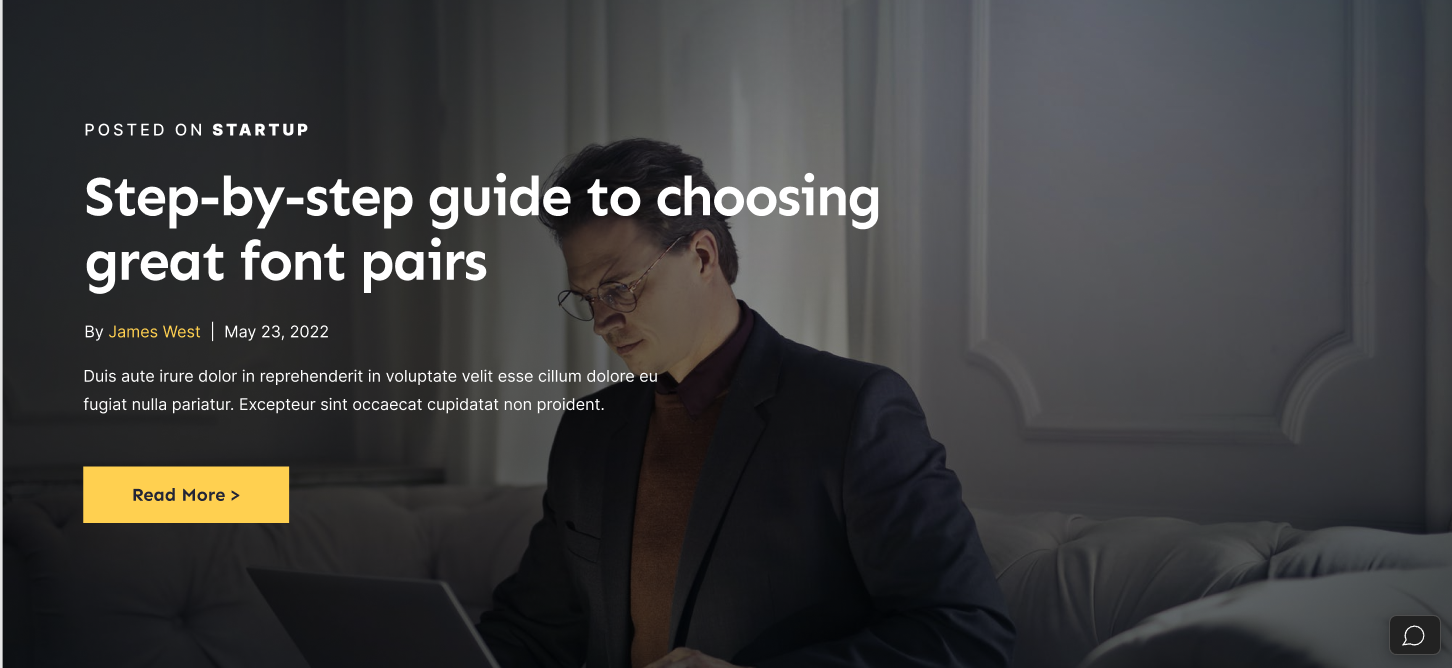 POSTED ON STARTUP
Step-by-step guide to choosing
great font pairs
By James West | May 23, 2022
Duis aute irure dolor in reprehenderit in voluptate velit esse cillum dolore eu
fugiat nulla pariatur. Excepteur sint occaecat cupidatat non proident.
Read More >